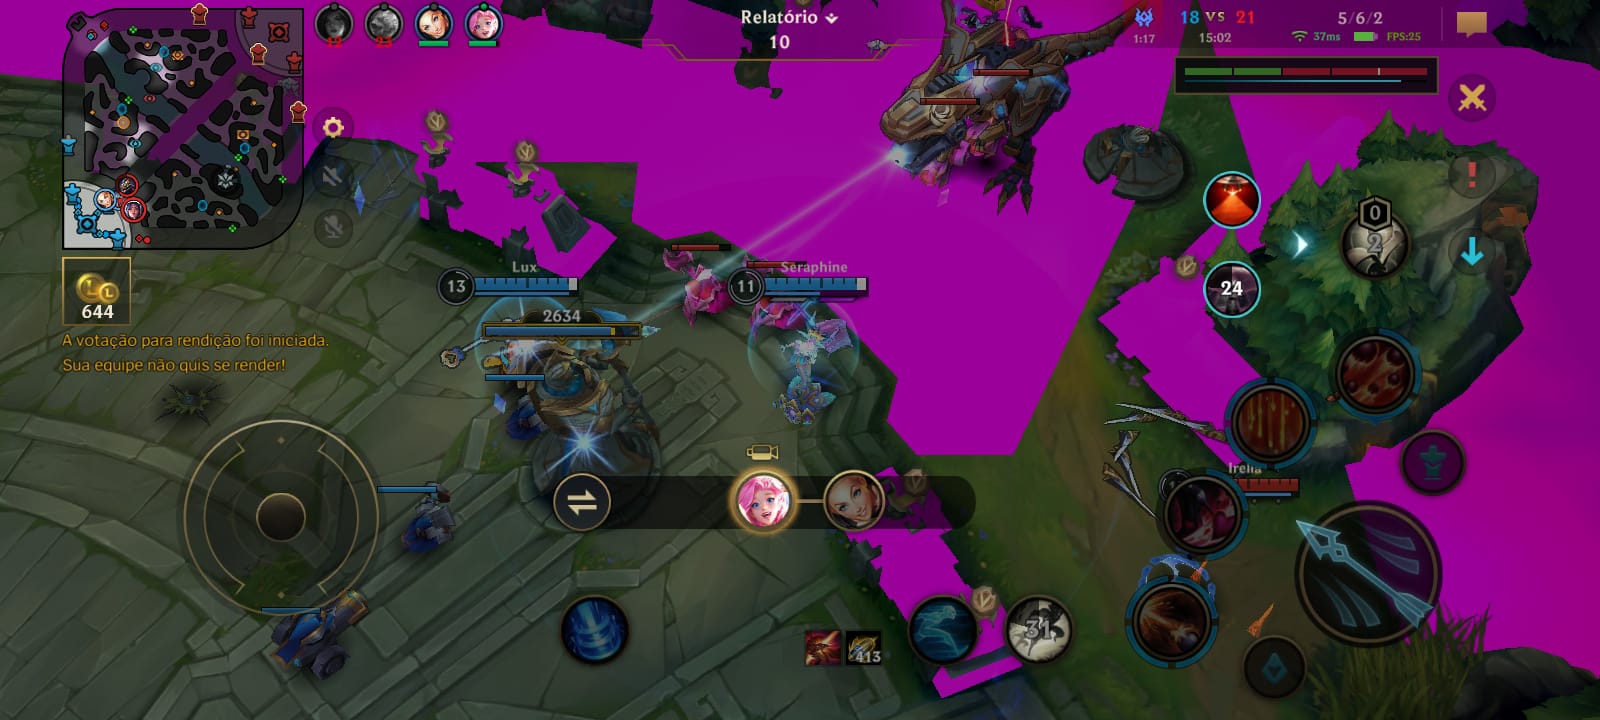 Relatório
10
1:17
18 VS 21
15:02
5/6/2
37ms
FPS:25
644
A votação para rendição foi iniciada.
Sua equipe não quis se render!
Lux
13
2634
Seraphine
11
0
2
24
Irelia
31
413